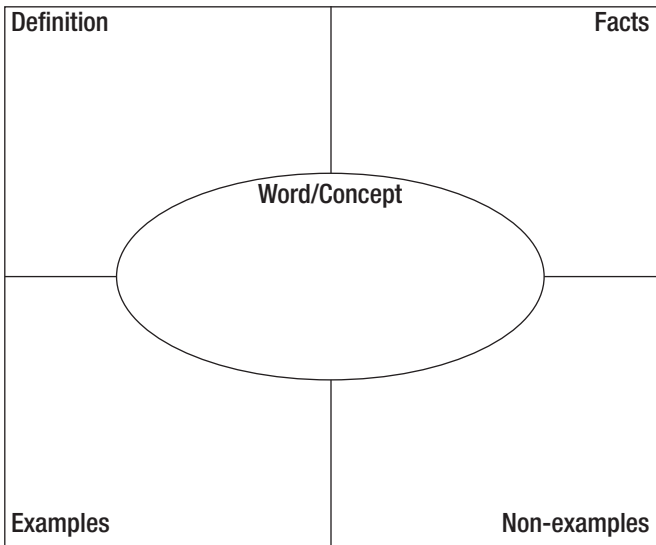 Definition
Facts
Word/Concept
Examples
Non-examples